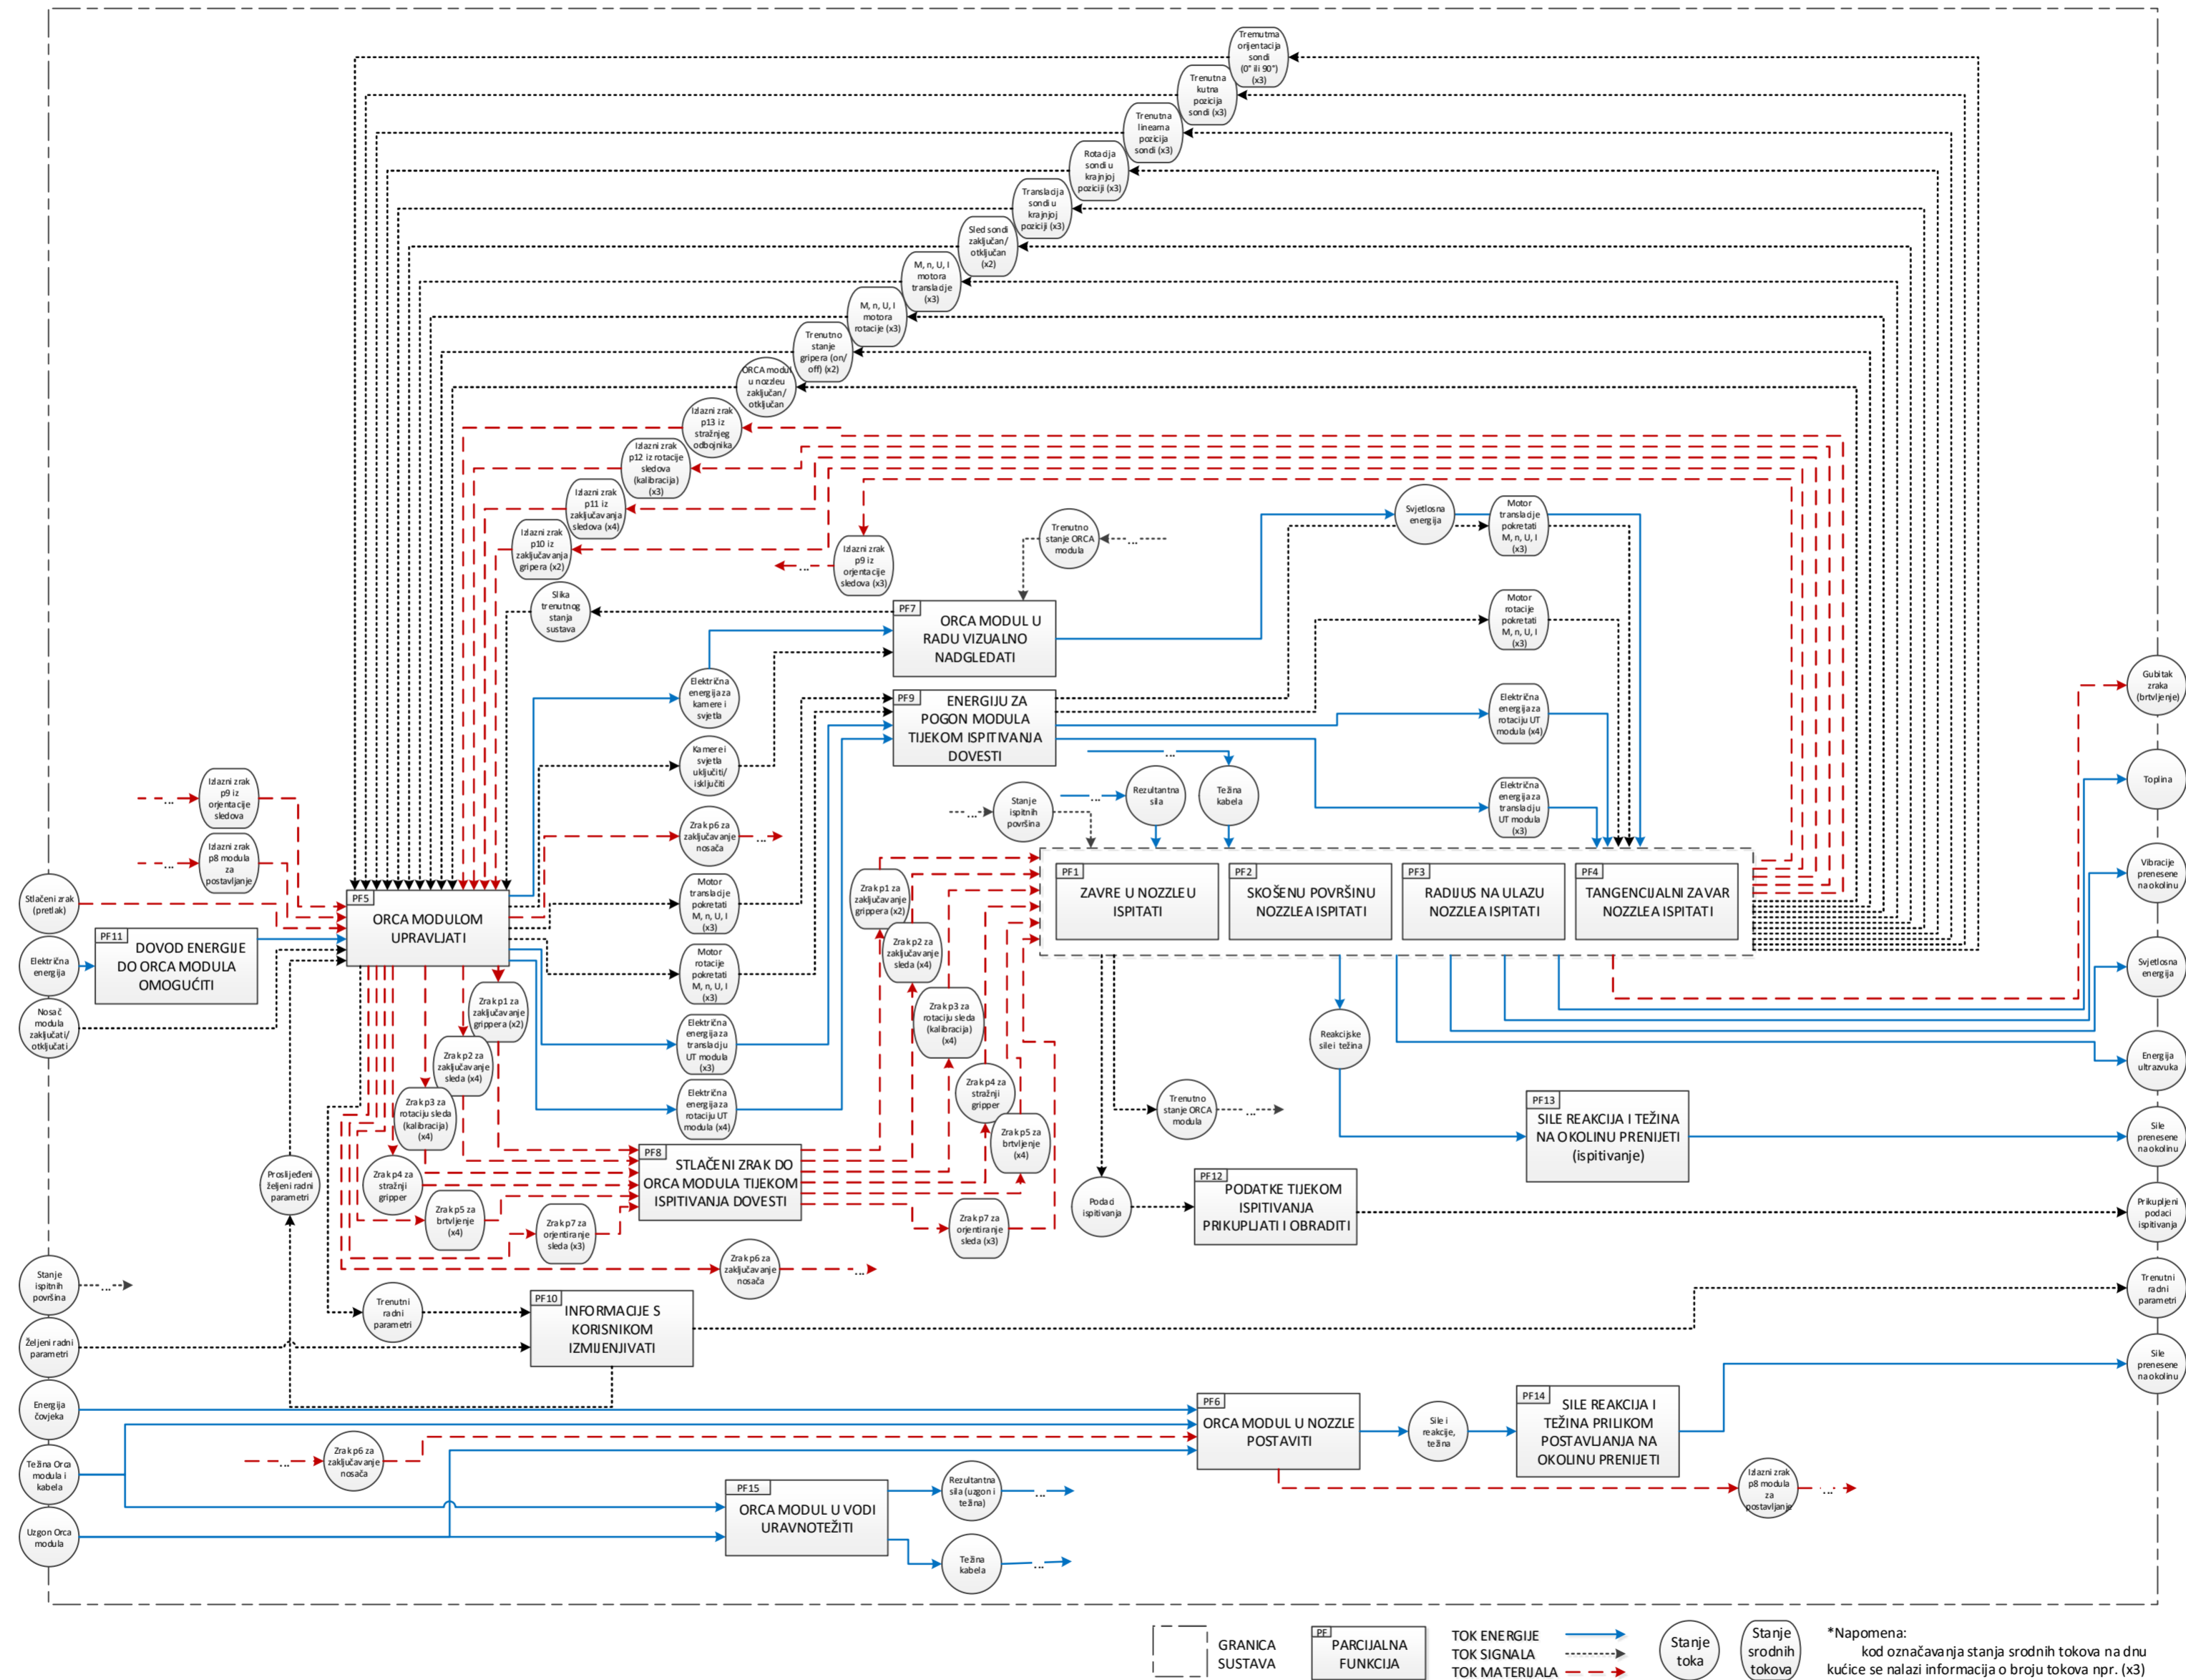 Tremutma
orijentacija
sondi
(0° ili 90°)
(x3)
Trenutna
kutna
pozicija
sondi (x3)
Trenutna
linearna
pozicija
sondi (x3)
Rotacija
sondi u
krajnjoj
poziciji (x3)
Translacija
sondi u
krajnjoj
poziciji (x3)
Sled sondi
zaključan/
otključan
(x2)
M, n, U, I
motora
translacije
(x3)
M, n, U, I
motora
rotacije (x3)
Trenutno
stanje
gripera (on/
off) (x2)
ORCA modul
u nozzleu
zaključan/
otključan
Izlazni zrak
p13 iz
stražnjeg
odbojnika
Izlazni zrak
p12 iz rotacije
sledova
(kalibracija)
(x3)
Izlazni zrak
p11 iz
zaključavanja
sledova (x4)
Izlazni zrak
p10 iz
zaključavanja
gripera (x2)
Izlazni zrak
p9 iz
orjentacije
sledova (x3)
...
Trenutno
stanje ORCA
modula
...
Svjetlosna
energija
Motor
translacije
pokretati
M, n, U, I
(x3)
Slika
trenutnog
stanja
sustava
PF7
ORCA MODUL U
RADU VIZUALNO
NADGLEDATI
Motor
rotacije
pokretati
M, n, U, I
(x3)
Električna
energija za
kamere i
svjetla
PF9
ENERGIJU ZA
POGON MODULA
TIJEKOM ISPITIVANJA
DOVESTI
Električna
energija za
rotaciju UT
modula (x4)
Gubitak
zraka
(brtvljenje)
Kamere i
svjetla
uključiti/
isključiti
Električna
energija za
translacij u
UT modula
(x3)
Toplina
...
Izlazni zrak
p9 iz
orjentacije
sledova
...
Izlazni zrak
p8 modula
za
postavljanje
Zrak p6 za
zaključavanje
nosača
...
...
Stanje
ispitnih
površina
...
Rezultantna
sila
...
Težina
kabela
Vibracije
prenesene
na okolinu
Stlačeni zrak
(pretlak)
PF5
ORCA MODULOM
UPRAVLJATI
Motor
translacije
pokretati
M, n, U, I
(x3)
Zrak p1 za
zaključavanje
grippera (x2)
PF1
ZAVRE U NOZZLEU
ISPITATI
PF2
SKOŠENU POVRŠINU
NOZZLEA ISPITATI
PF3
RADIJUS NA ULAZU
NOZZLEA ISPITATI
PF4
TANGENCIJALNI ZAVAR
NOZZLEA ISPITATI
Električna
energija
PF11
DOVOD ENERGIJE
DO ORCA MODULA
OMOGUĆITI
Motor
rotacije
pokretati
M, n, U, I
(x3)
Zrak p2 za
zaključavanje
sleda (x4)
Svjetlosna
energija
Nosač
modula
zaključati/
otključati
Zrak p1 za
zaključavanje
grippera (x2)
Zrak p2 za
zaključavanje
sleda (x4)
Zrak p3 za
rotaciju sleda
(kalibracija)
(x4)
Električna
energija za
translacij u
UT modula
(x3)
Električna
energija za
rotaciju UT
modula (x4)
Zrak p3 za
rotaciju sleda
(kalibracija)
(x4)
Zrak p4 za
stražnji
gripper
Zrak p5 za
brtvljenje
(x4)
Reakcijske
sile i težina
Energija
ultrazvuka
Trenutno
stanje ORCA
modula
...
PF13
SILE REAKCIJA I TEŽINA
NA OKOLINU PRENIJETI
(ispitivanje)
Sile
prenesene
na okolinu
Proslijeđeni
željeni radni
parametri
Zrak p4 za
stražnji
gripper
Zrak p5 za
brtvljenje
(x4)
Zrak p7 za
orjentiranje
sleda (x3)
PF8
STLAČENI ZRAK DO
ORCA MODULA TIJEKOM
ISPITIVANJA DOVESTI
Zrak p7 za
orjentiranje
sleda (x3)
Podaci
ispitivanja
PF12
PODATKE TIJEKOM
ISPITIVANJA
PRIKUPLJATI I OBRADITI
Prikupljeni
podaci
ispitivanja
Stanje
ispitnih
površina
...
Zrak p6 za
zaključavanje
nosača
...
Trenutni
radni
parametri
PF10
INFORMACIJE S
KORISNIKOM
IZMIJENJIVATI
Trenutni
radni
parametri
Željeni radni
parametri
Energija
čovjeka
Sile
prenesene
na okolinu
PF6
ORCA MODUL U NOZZLE
POSTAVITI
Sile i
reakcije,
težina
PF14
SILE REAKCIJA I
TEŽINA PRILIKOM
POSTAVLJANJA NA
OKOLINU PRENIJETI
Težina Orca
modula i
kabela
...
Zrak p6 za
zaključavanje
nosača
Uzgon Orca
modula
PF15
ORCA MODUL U VODI
URAVNOTEŽITI
Rezultantna
sila (uzgon i
težina)
...
Težina
kabela
...
Izlazni zrak
p8 modula
za
postavljanje
...
GRANICA
SUSTAVA
PF
PARCIJALNA
FUNKCIJA
TOK ENERGIJE
TOK SIGNALA
TOK MATERIJALA
Stanje
toka
Stanje
srodnih
tokova
*Napomena:
kod označavanja stanja srodnih tokova na dnu
kućice se nalazi informacija o broju tokova npr. (x3)